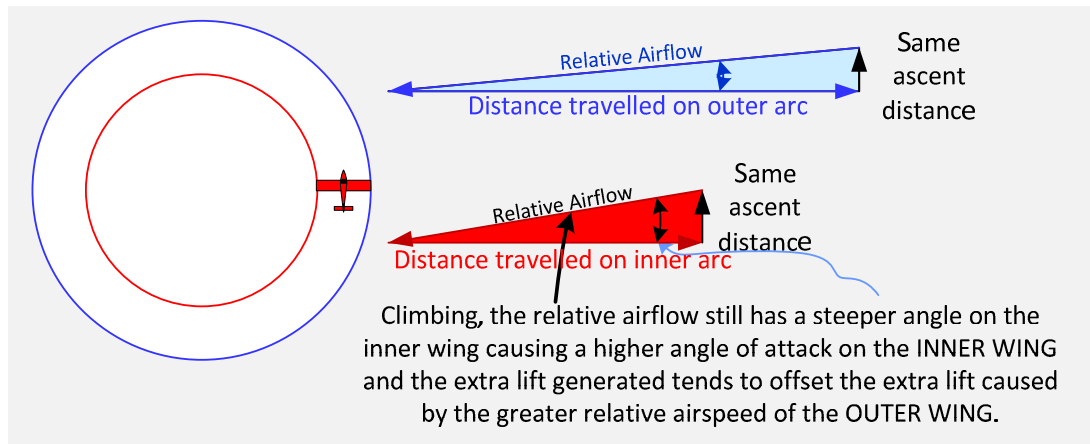 Relative Airflow
Distance travelled on outer arc
Same
ascent
distance
Relative Airflow
Distance travelled on inner arc
Same
ascent
distance
Climbing, the relative airflow still has a steeper angle on the
inner wing causing a higher angle of attack on the INNER WING
and the extra lift generated tends to offset the extra lift caused
by the greater relative airspeed of the OUTER WING.